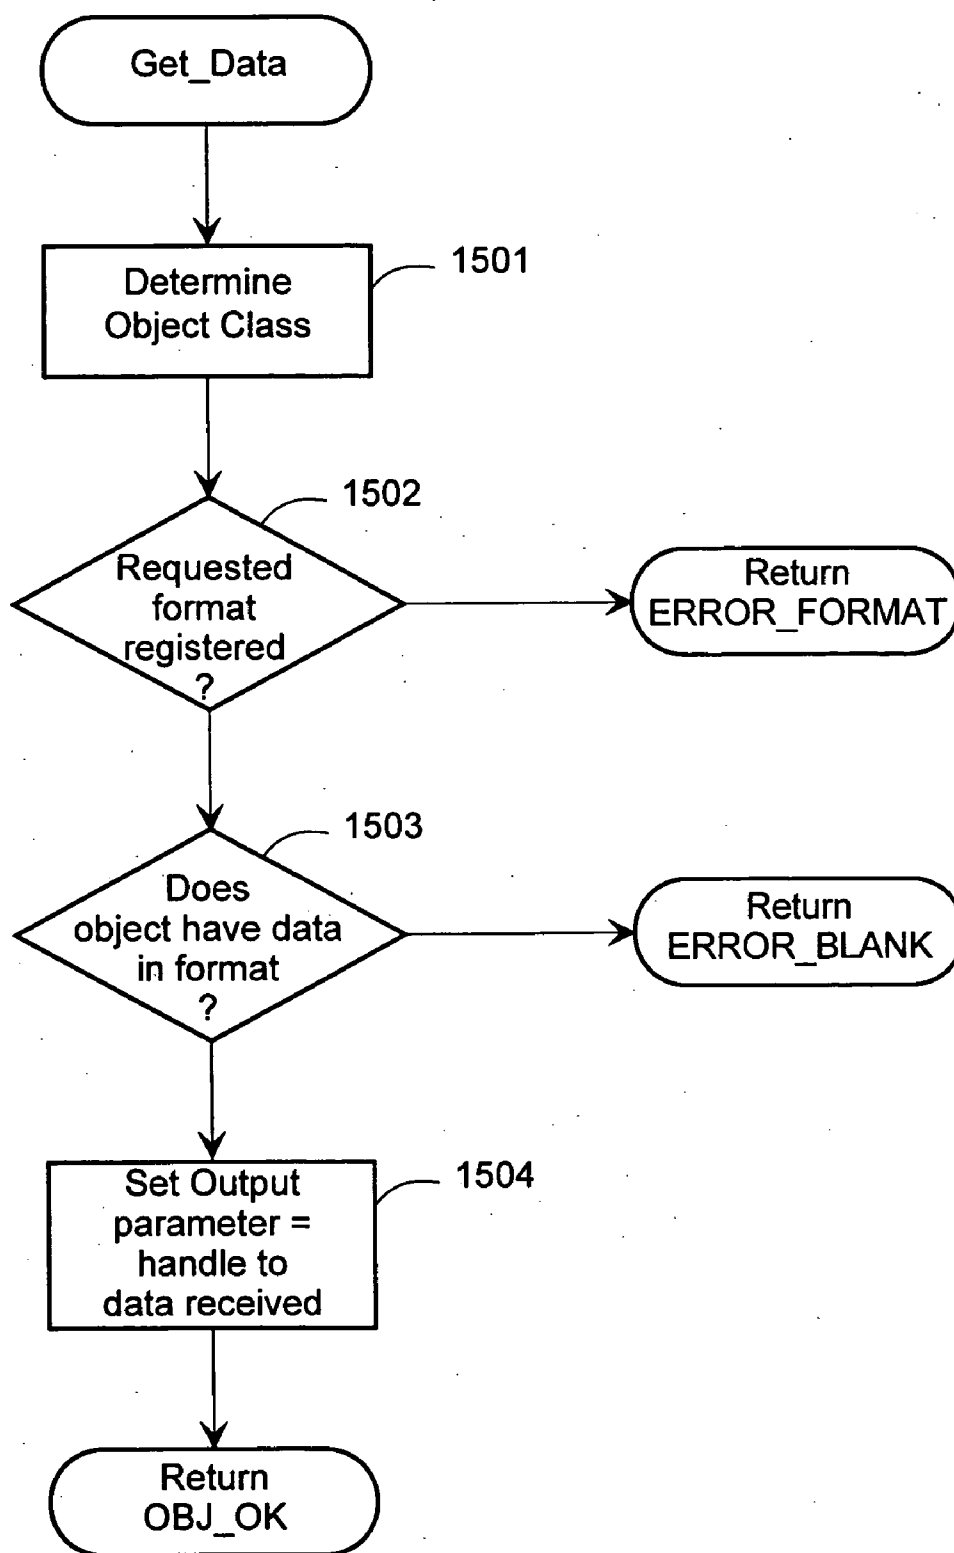 Get_Data
1501
Determine
Object Class
1502
Requested
format
registered
?
Return
ERROR_FORMAT
1503
Does
object have data
in format
?
Return
ERROR_BLANK
1504
Set Output
parameter =
handle to
data received
Return
OBJ_OK